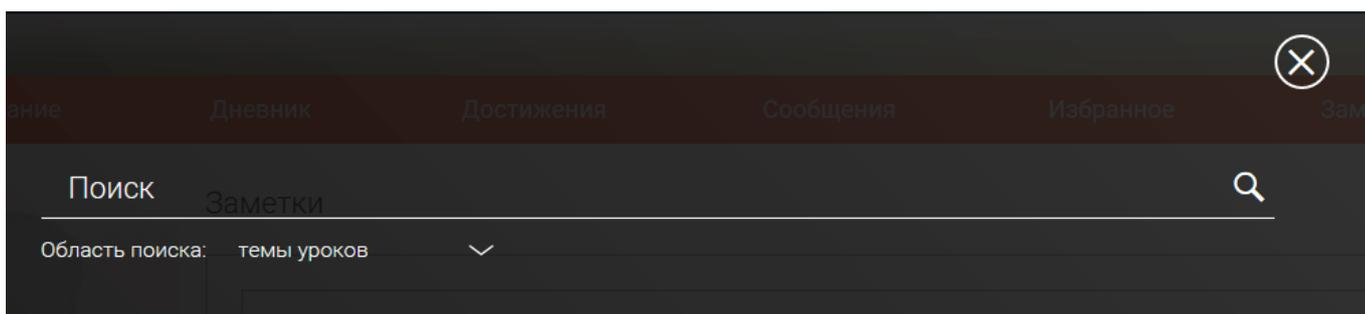 ание Дневник Достижения Сообщения Избранное Зам
Поиск
Заметки
Область поиска: темы уроков